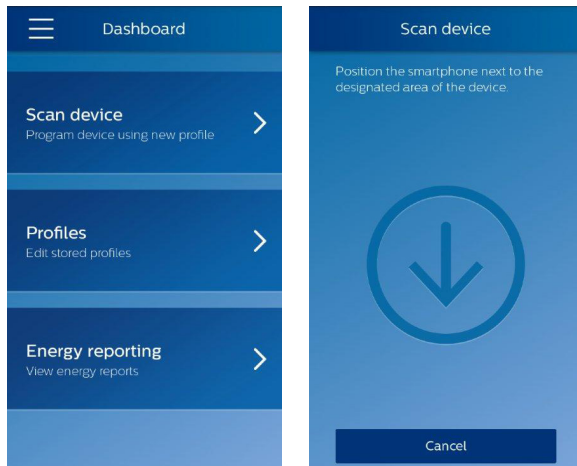 Dashboard
Scan device
Program device using new profile
Profiles
Edit stored profiles
Energy reporting
View energy reports
Scan device
Position the smartphone next to the
designated area of the device.
Cancel